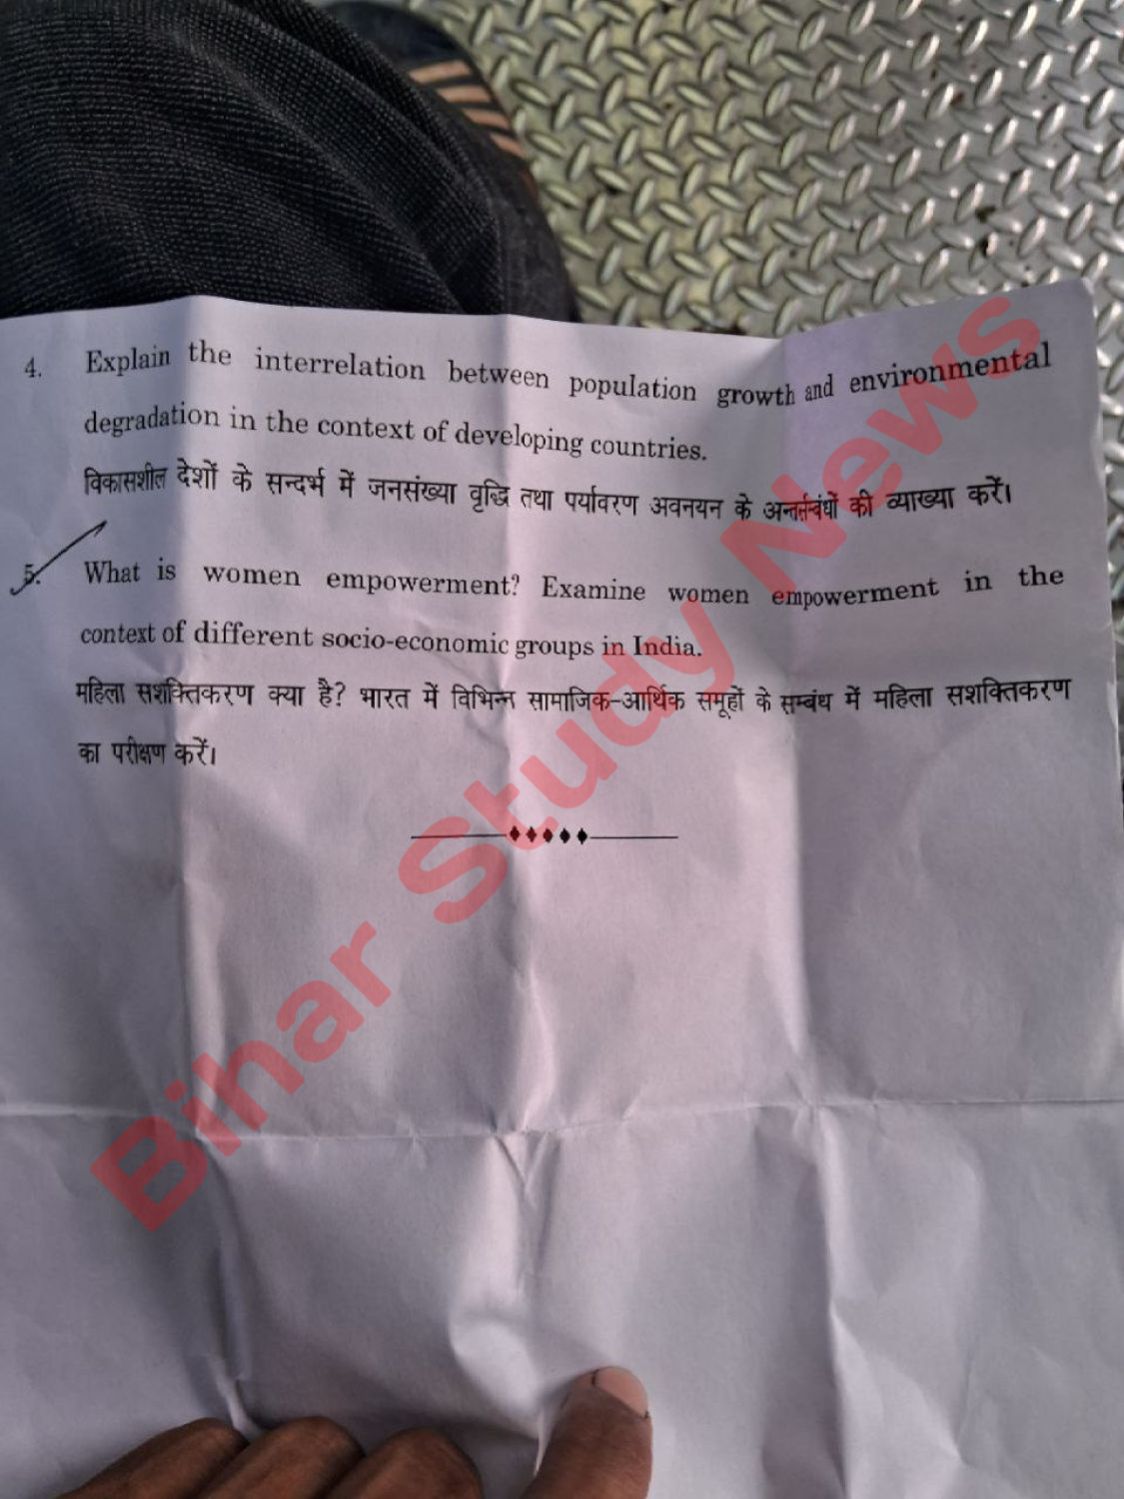 4. Explain the interrelation between population growth and environmental
degradation in the context of developing countries.
विकासशील देशों के सन्दर्भ में जनसंख्या वृद्धि तथा पर्यावरण अवनयन के अन्तर्सबंधों की व्याख्या करें।
5. What is women empowerment? Examine women empowerment in the
context of different socio-economic groups in India.
महिला सशक्तिकरण क्या है? भारत में विभिन्न सामाजिक-आर्थिक समूहों के सम्बंध में महिला सशक्तिकरण
का परीक्षण करें।
Bihar Study News